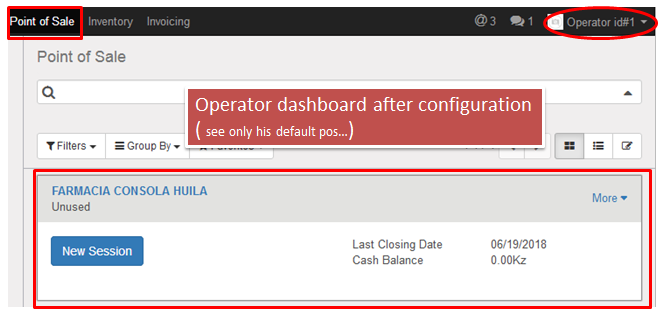 Point of Sale Inventory Invoicing @ 3 1 Operator id#1
Point of Sale
Operator dashboard after configuration
( see only his default pos...)
Filters Group By
FARMACIA CONSOLA HUILA
Unused
More
New Session
Last Closing Date 06/19/2018
Cash Balance 0.00Kz